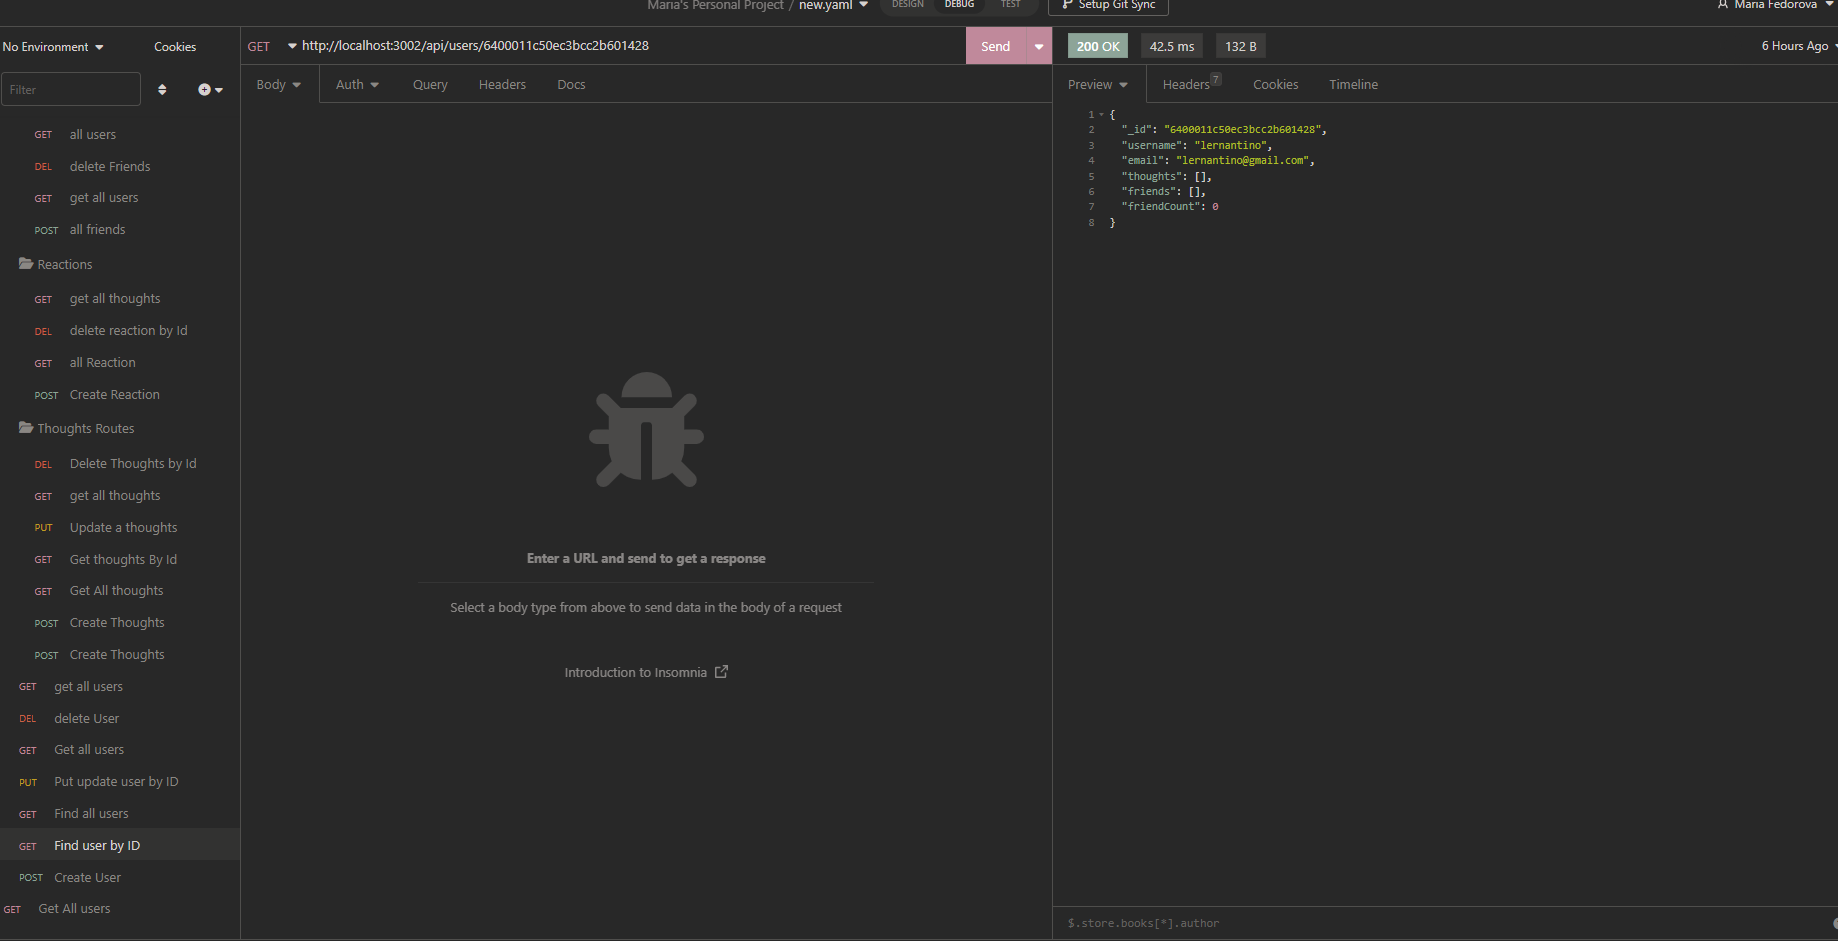 Maria's Personal Project / new.yaml
DESIGN DEBUG TEST
Setup Git Sync
Maria Fedorova
No Environment
Cookies
Filter
GET all users
DEL delete Friends
GET get all users
POST all friends
Reactions
GET get all thoughts
DEL delete reaction by Id
GET all Reaction
POST Create Reaction
Thoughts Routes
DEL Delete Thoughts by Id
GET get all thoughts
PUT Update a thoughts
GET Get thoughts By Id
GET Get All thoughts
POST Create Thoughts
POST Create Thoughts
GET get all users
DEL delete User
GET Get all users
PUT Put update user by ID
GET Find all users
GET Find user by ID
POST Create User
GET Get All users
GET http://localhost:3002/api/users/6400011c50ec3bcc2b601428
Send
Body Auth Query Headers Docs
Enter a URL and send to get a response
Select a body type from above to send data in the body of a request
Introduction to Insomnia
200 OK 42.5 ms 132 B
6 Hours Ago
Preview Headers 7 Cookies Timeline
1 {
2 "_id": "6400011c50ec3bcc2b601428",
3 "username": "lernantino",
4 "email": "lernantino@gmail.com",
5 "thoughts": [],
6 "friends": [],
7 "friendCount": 0
8 }
$.store.books[*].author